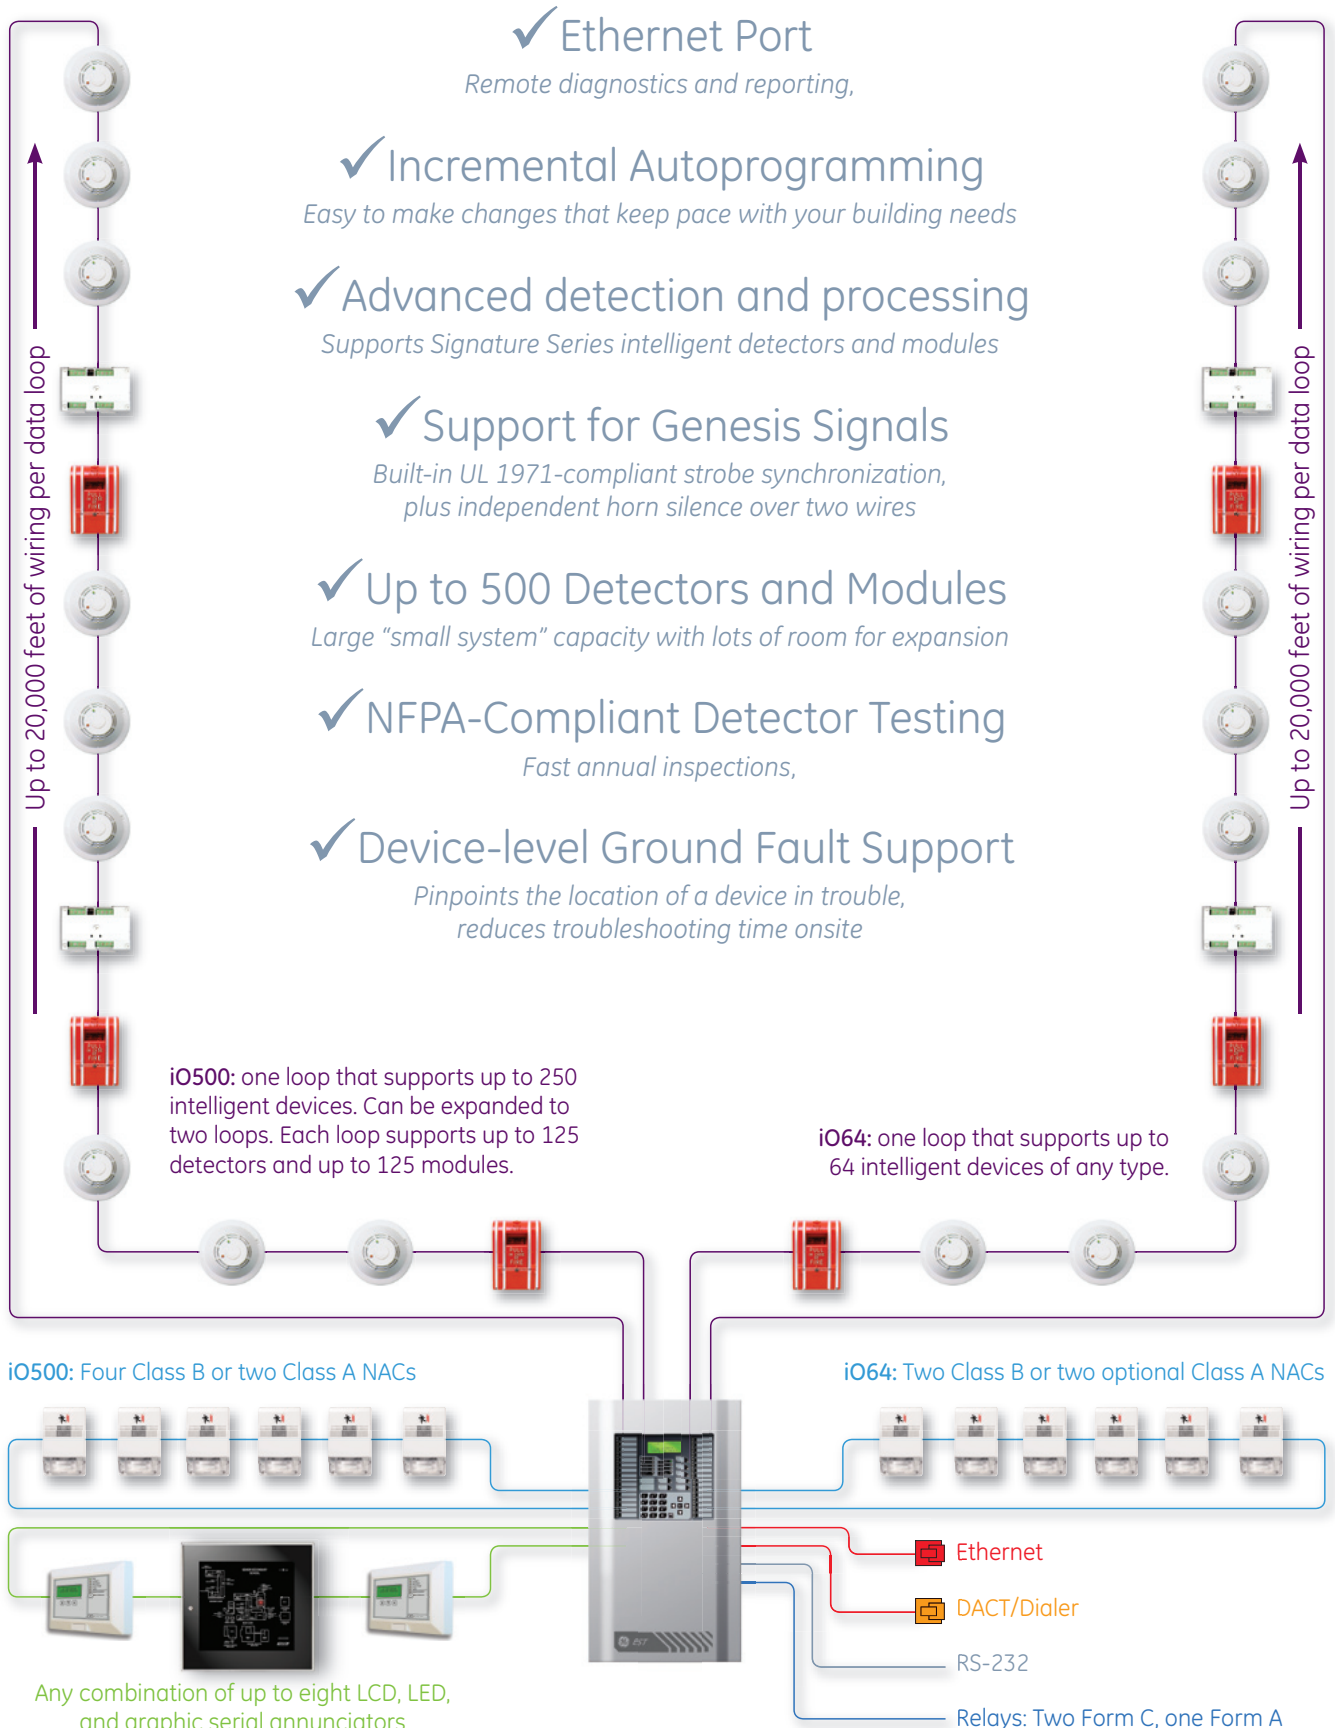 Ethernet Port
Remote diagnostics and reporting,
Incremental Autoprogramming
Easy to make changes that keep pace with your building needs
Advanced detection and processing
Supports Signature Series intelligent detectors and modules
Support for Genesis Signals
Built-in UL 1971-compliant strobe synchronization,
plus independent horn silence over two wires
Up to 500 Detectors and Modules
Large "small system" capacity with lots of room for expansion
NFPA-Compliant Detector Testing
Fast annual inspections,
Device-level Ground Fault Support
Pinpoints the location of a device in trouble,
reduces troubleshooting time onsite
Up to 20,000 feet of wiring per data loop
Up to 20,000 feet of wiring per data loop
iO500: one loop that supports up to 250
intelligent devices. Can be expanded to
two loops. Each loop supports up to 125
detectors and up to 125 modules.
iO64: one loop that supports up to
64 intelligent devices of any type.
iO500: Four Class B or two Class A NACs
iO64: Two Class B or two optional Class A NACs
Ethernet
DACT/Dialer
RS-232
Relays: Two Form C, one Form A
Any combination of up to eight LCD, LED,
and graphic serial annunciators